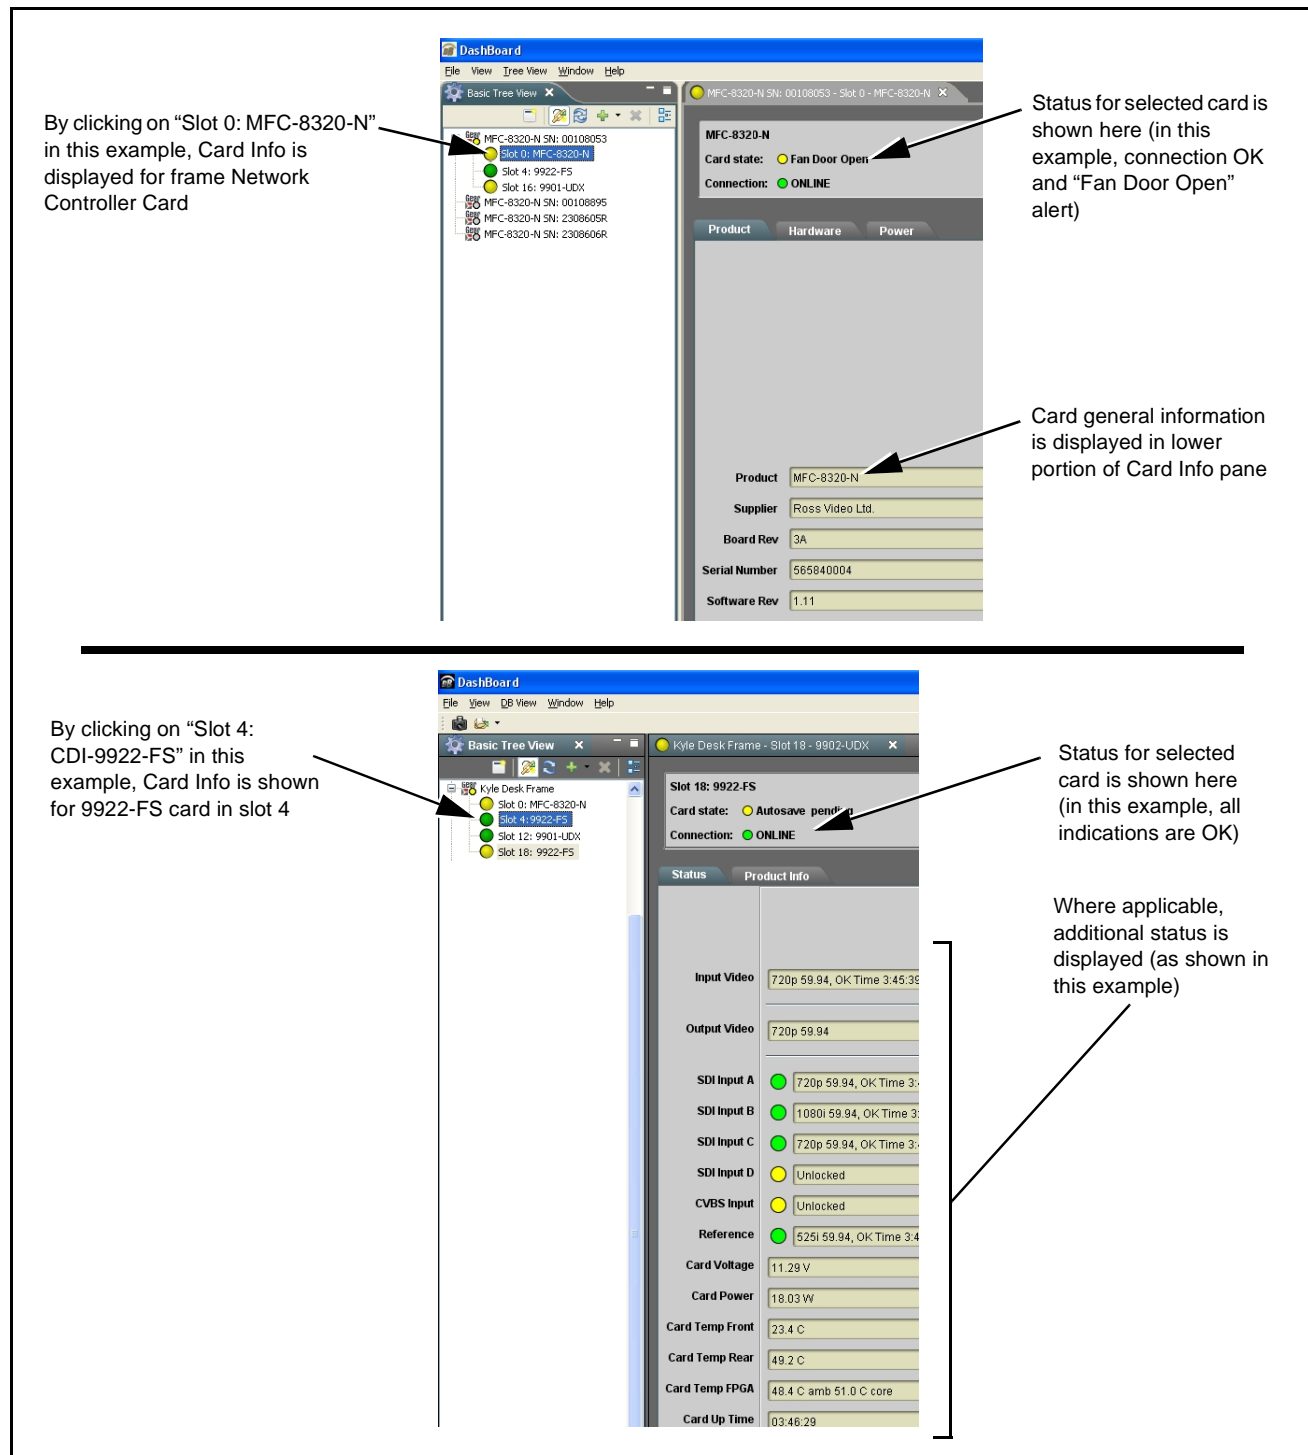 By clicking on “Slot 0: MFC-8320-N”
in this example, Card Info is
displayed for frame Network
Controller Card
DashBoard
File View Tree View Window Help
Basic Tree View
MFC-8320-N SN: 00108053
Slot 0: MFC-8320-N
Slot 4: 9922-FS
Slot 16: 9901-UDX
MFC-8320-N SN: 00108895
MFC-8320-N SN: 2308605R
MFC-8320-N SN: 2308606R
MFC-8320-N SN: 00108053 - Slot 0 - MFC-8320-N
MFC-8320-N
Card state: Fan Door Open
Connection: ONLINE
Product Hardware Power
Product MFC-8320-N
Supplier Ross Video Ltd.
Board Rev 3A
Serial Number 565840004
Software Rev 1.11
Status for selected card is
shown here (in this
example, connection OK
and “Fan Door Open”
alert)
Card general information
is displayed in lower
portion of Card Info pane
By clicking on “Slot 4:
CDI-9922-FS” in this
example, Card Info is shown
for 9922-FS card in slot 4
DashBoard
File View DB View Window Help
Basic Tree View
Kyle Desk Frame
Slot 0: MFC-8320-N
Slot 4:9922-FS
Slot 12: 9901-UDX
Slot 18: 9922-FS
Kyle Desk Frame - Slot 18 - 9902-UDX
Slot 18: 9922-FS
Card state: Autosave pending
Connection: ONLINE
Status Product Info
Input Video 720p 59.94, OK Time 3:45:39
Output Video 720p 59.94
SDI Input A 720p 59.94, OK Time 3:4
SDI Input B 1080i 59.94, OK Time 3:
SDI Input C 720p 59.94, OK Time 3:4
SDI Input D Unlocked
CVBS Input Unlocked
Reference 525i 59.94, OK Time 3:4
Card Voltage 11.29 V
Card Power 18.03 W
Card Temp Front 23.4 C
Card Temp Rear 49.2 C
Card Temp FPGA 48.4 C amb 51.0 C core
Card Up Time 03:46:29
Status for selected
card is shown here
(in this example, all
indications are OK)
Where applicable,
additional status is
displayed (as shown in
this example)